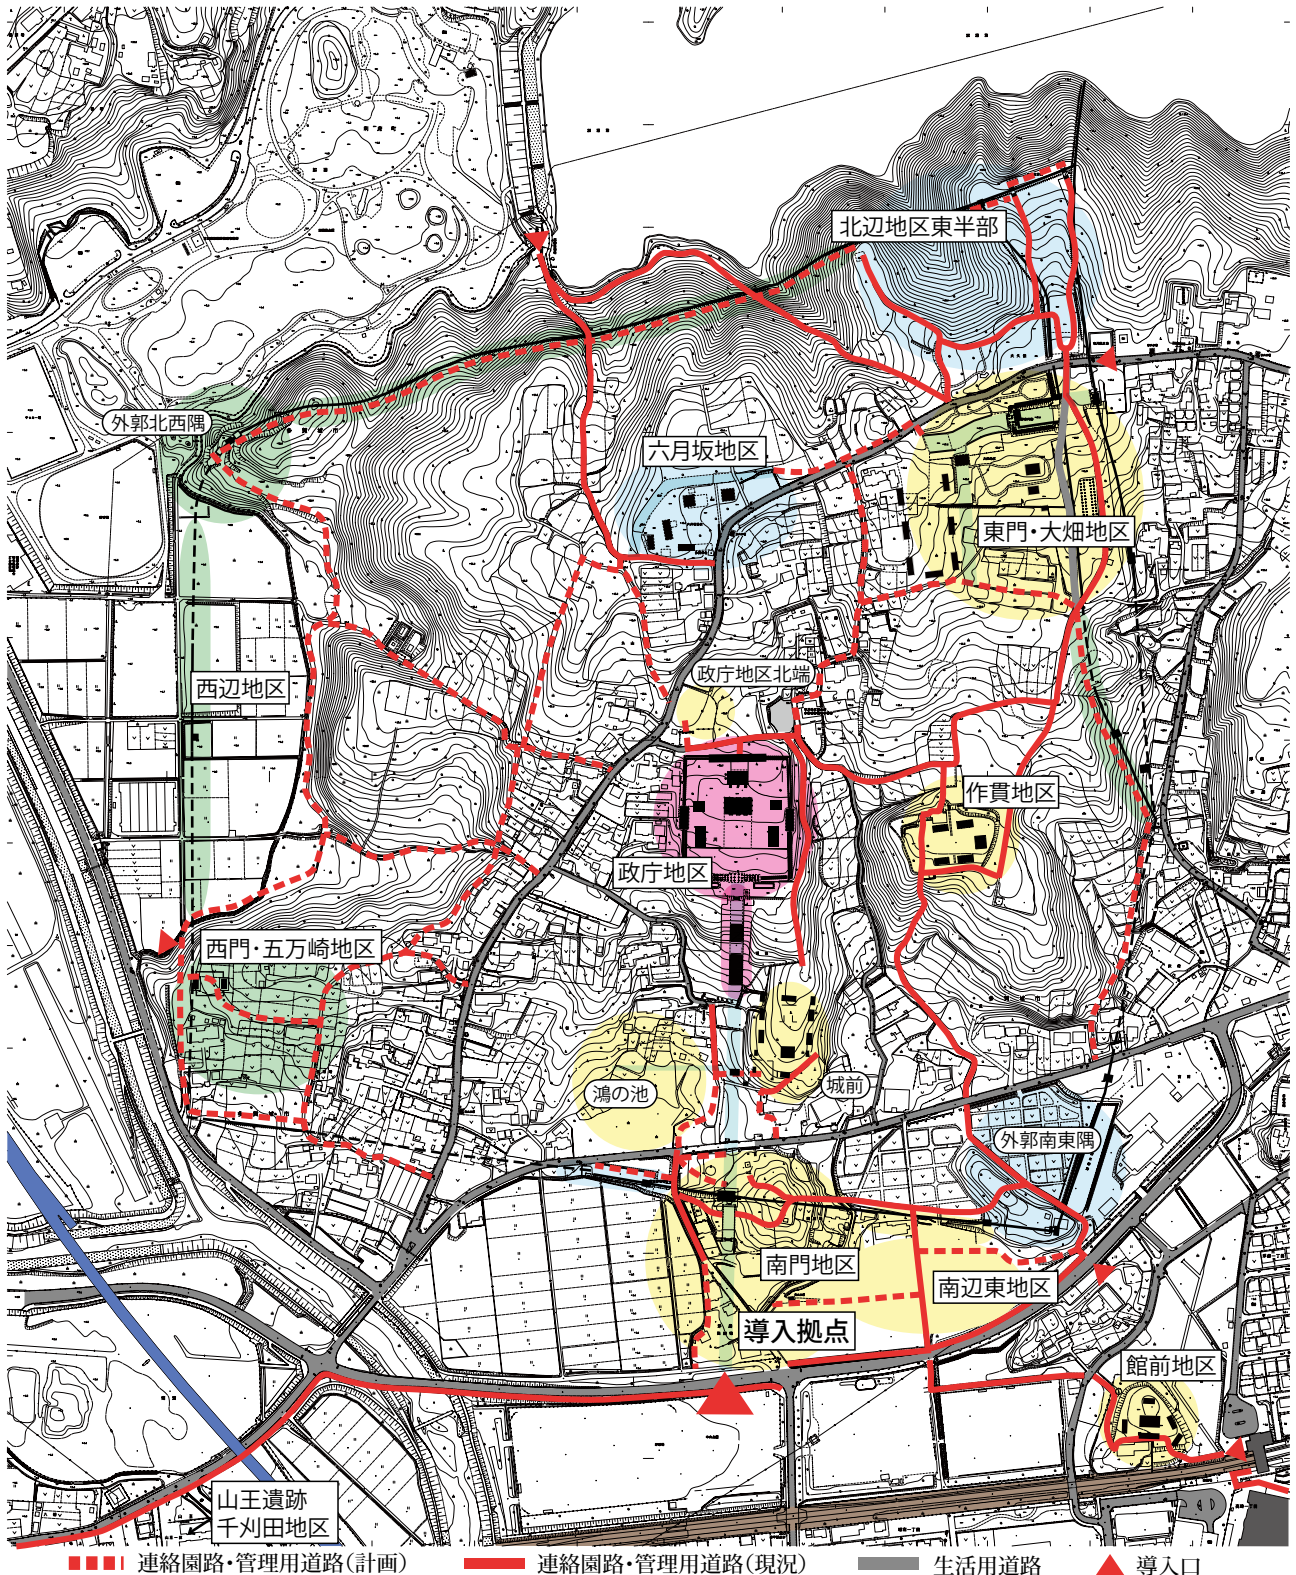 北辺地区東半部
外郭北西隅
六月坂地区
東門・大畑地区
政庁地区北端
西辺地区
作貫地区
政庁地区
西門・五万崎地区
鴻の池
城前
外郭南東隅
南門地区
南辺東地区
導入拠点
館前地区
山王遺跡
千刈田地区
連絡園路・管理用道路(計画)
連絡園路・管理用道路(現況)
生活用道路
導入口